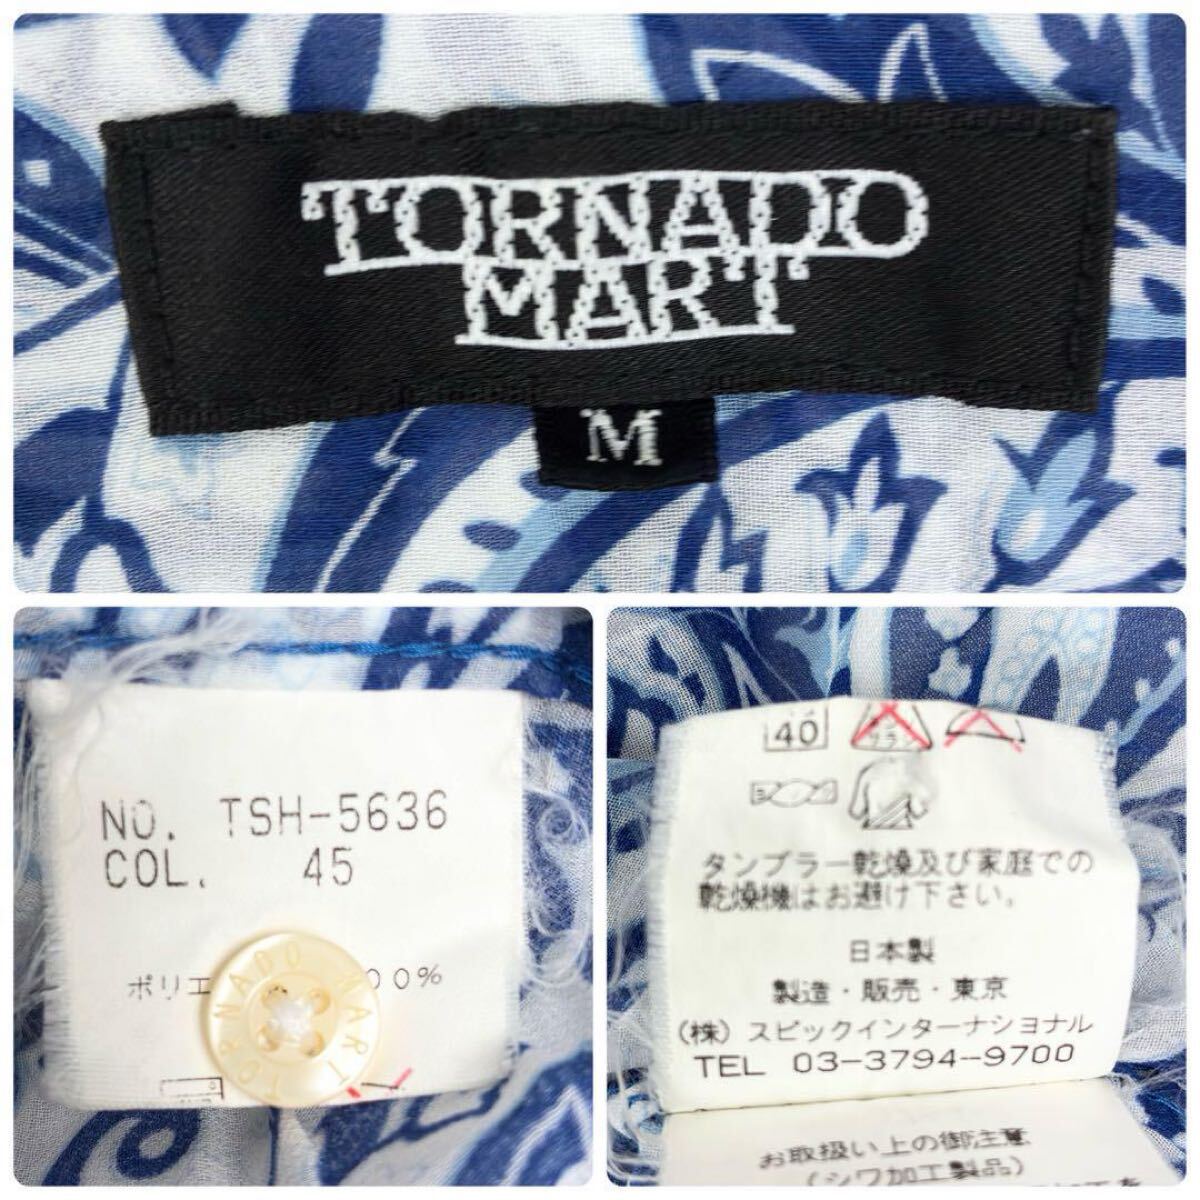 TORNADO
MART
M
NO. TSH-5636
COL. 45
ポリエ 00%
TORNADO MART
40
タンブラー乾燥及び家庭での
乾燥機はお避け下さい。
日本製
製造・販売・東京
(株) スピックインターナショナル
TEL 03-3794-9700
お取扱い上の御注意
(シワ加工製品)